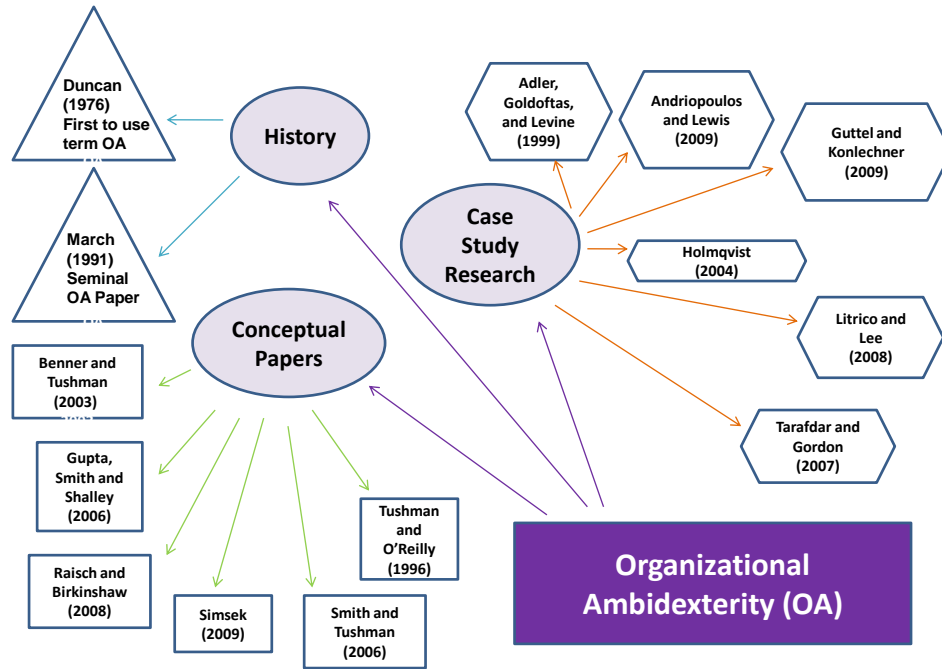 Duncan
(1976)
First to use
term OA
History
March
(1991)
Seminal
OA Paper
Conceptual
Papers
Benner and
Tushman
(2003)
Gupta,
Smith and
Shalley
(2006)
Raisch and
Birkinshaw
(2008)
Simsek
(2009)
Smith and
Tushman
(2006)
Tushman
and
O'Reilly
(1996)
Case
Study
Research
Adler,
Goldoftas,
and Levine
(1999)
Andriopoulos
and Lewis
(2009)
Guttel and
Konlechner
(2009)
Holmqvist
(2004)
Litrico and
Lee
(2008)
Tarafdar and
Gordon
(2007)
Organizational
Ambidexterity (OA)